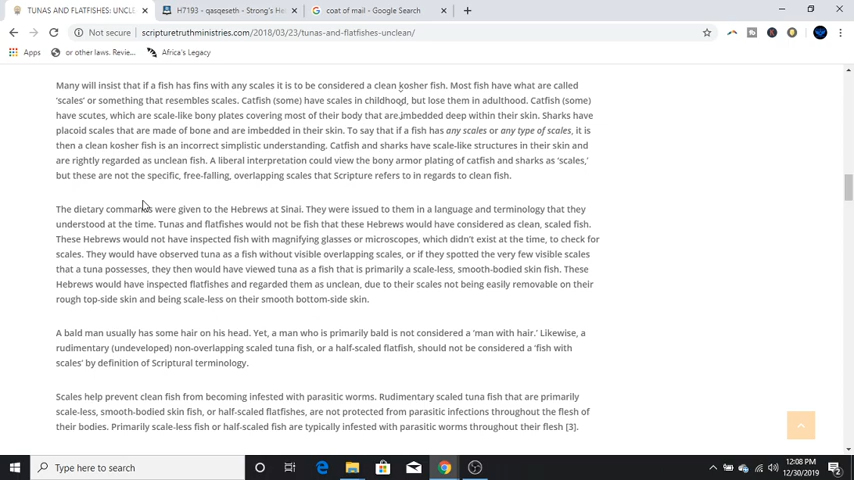 TUNAS AND FLATFISHES: UNCLE
H7193 - qasqeseth - Strong's He
coat of mail - Google Search
Not secure | scripturetruthministries.com/2018/03/23/tunas-and-flatfishes-unclean/
Apps
or other laws. Revie...
Africa's Legacy
Many will insist that if a fish has fins with any scales it is to be considered a clean kosher fish. Most fish have what are called
'scales' or something that resembles scales. Catfish (some) have scales in childhood, but lose them in adulthood. Catfish (some)
have scutes, which are scale-like bony plates covering most of their body that are imbedded deep within their skin. Sharks have
placoid scales that are made of bone and are imbedded in their skin. To say that if a fish has any scales or any type of scales, it is
then a clean kosher fish is an incorrect simplistic understanding. Catfish and sharks have scale-like structures in their skin and
are rightly regarded as unclean fish. A liberal interpretation could view the bony armor plating of catfish and sharks as 'scales,'
but these are not the specific, free-falling, overlapping scales that Scripture refers to in regards to clean fish.
The dietary commands were given to the Hebrews at Sinai. They were issued to them in a language and terminology that they
understood at the time. Tunas and flatfishes would not be fish that these Hebrews would have considered as clean, scaled fish.
These Hebrews would not have inspected fish with magnifying glasses or microscopes, which didn't exist at the time, to check for
scales. They would have observed tuna as a fish without visible overlapping scales, or if they spotted the very few visible scales
that a tuna possesses, they then would have viewed tuna as a fish that is primarily a scale-less, smooth-bodied skin fish. These
Hebrews would have inspected flatfishes and regarded them as unclean, due to their scales not being easily removable on their
rough top-side skin and being scale-less on their smooth bottom-side skin.
A bald man usually has some hair on his head. Yet, a man who is primarily bald is not considered a 'man with hair.' Likewise, a
rudimentary (undeveloped) non-overlapping scaled tuna fish, or a half-scaled flatfish, should not be considered a 'fish with
scales' by definition of Scriptural terminology.
Scales help prevent clean fish from becoming infested with parasitic worms. Rudimentary scaled tuna fish that are primarily
scale-less, smooth-bodied skin fish, or half-scaled flatfishes, are not protected from parasitic infections throughout the flesh of
their bodies. Primarily scale-less fish or half-scaled fish are typically infested with parasitic worms throughout their flesh [3].
Type here to search
12:08 PM
12/30/2019
2